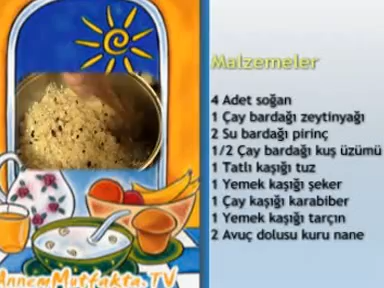 Malzemeler
4 Adet soğan
1 Çay bardağı zeytinyağı
2 Su bardağı pirinç
1/2 Çay bardağı kuş üzümü
1 Tatlı kaşığı tuz
1 Yemek kaşığı şeker
1 Çay kaşığı karabiber
1 Yemek kaşığı tarçın
2 Avuç dolusu kuru nane
AnnemMutfakta.TV